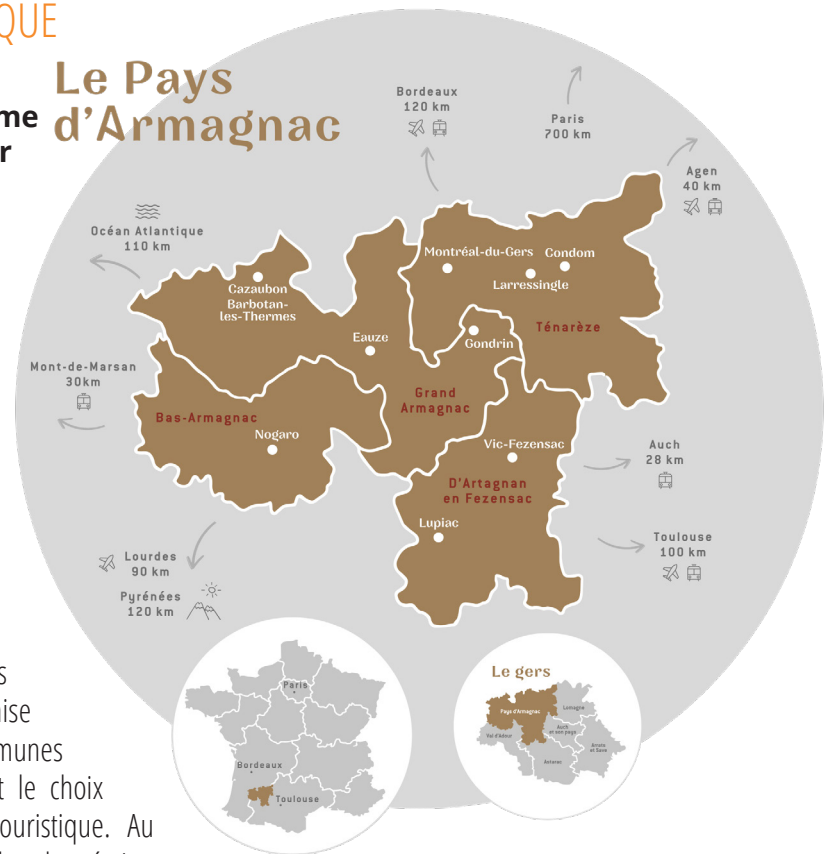 QUE
Le Pays
d'Armagnac
me
r
Bordeaux
120 km
Paris
700 km
Agen
40 km
Océan Atlantique
110 km
Montréal-du-Gers
Condom
Larressingle
Cazaubon
Barbotan-
les-Thermes
Ténarèze
Eauze
Gondrin
Mont-de-Marsan
30km
Grand
Armagnac
Bas-Armagnac
Nogaro
Vic-Fezensac
Auch
28 km
D'Artagnan
en Fezensac
Lupiac
Toulouse
100 km
Lourdes
90 km
Pyrénées
120 km
s
aise
munes
t le choix
ouristique. Au
Paris
Bordeaux
Toulouse
Le gers
Pays d'Armagnac
Lomagne
Val d'Adour
Auch
et son pays
Astarac
Arrats
et Save